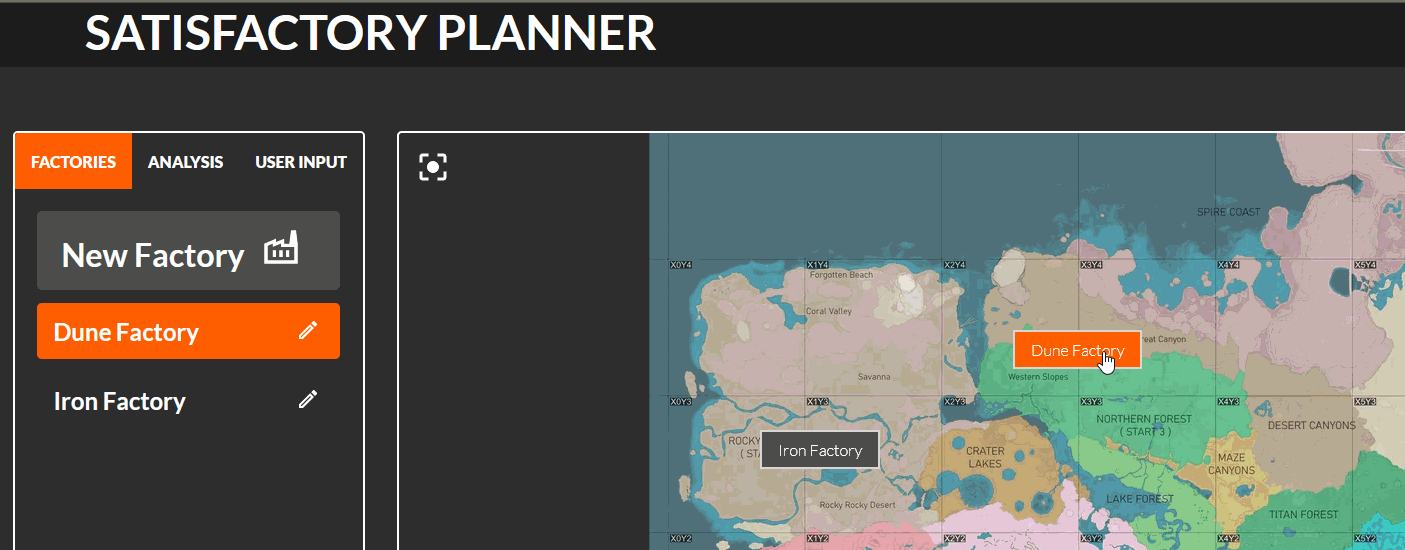 SATISFACTORY PLANNER
FACTORIES ANALYSIS USER INPUT
New Factory
Dune Factory
Iron Factory
SPIRE COAST
X0Y4 X1Y4 X2Y4 X3Y4 X4Y4 X5Y4
Forgotten Beach
Coral Valley
Dune Factory
eat Canyon
Savanna
Western Slopes
X0Y3 X1Y3 X2Y3 X3Y3 X4Y3 X5Y3
NORTHERN FOREST
( START 3 )
DESERT CANYONS
ROCKY
( STA
Iron Factory
CRATER
LAKES
MAZE
CANYONS
LAKE FOREST
Rocky Rocky Desert
TITAN FOREST
X0Y2 X1Y2 X2Y2 X3Y2 X4Y2 X5Y2